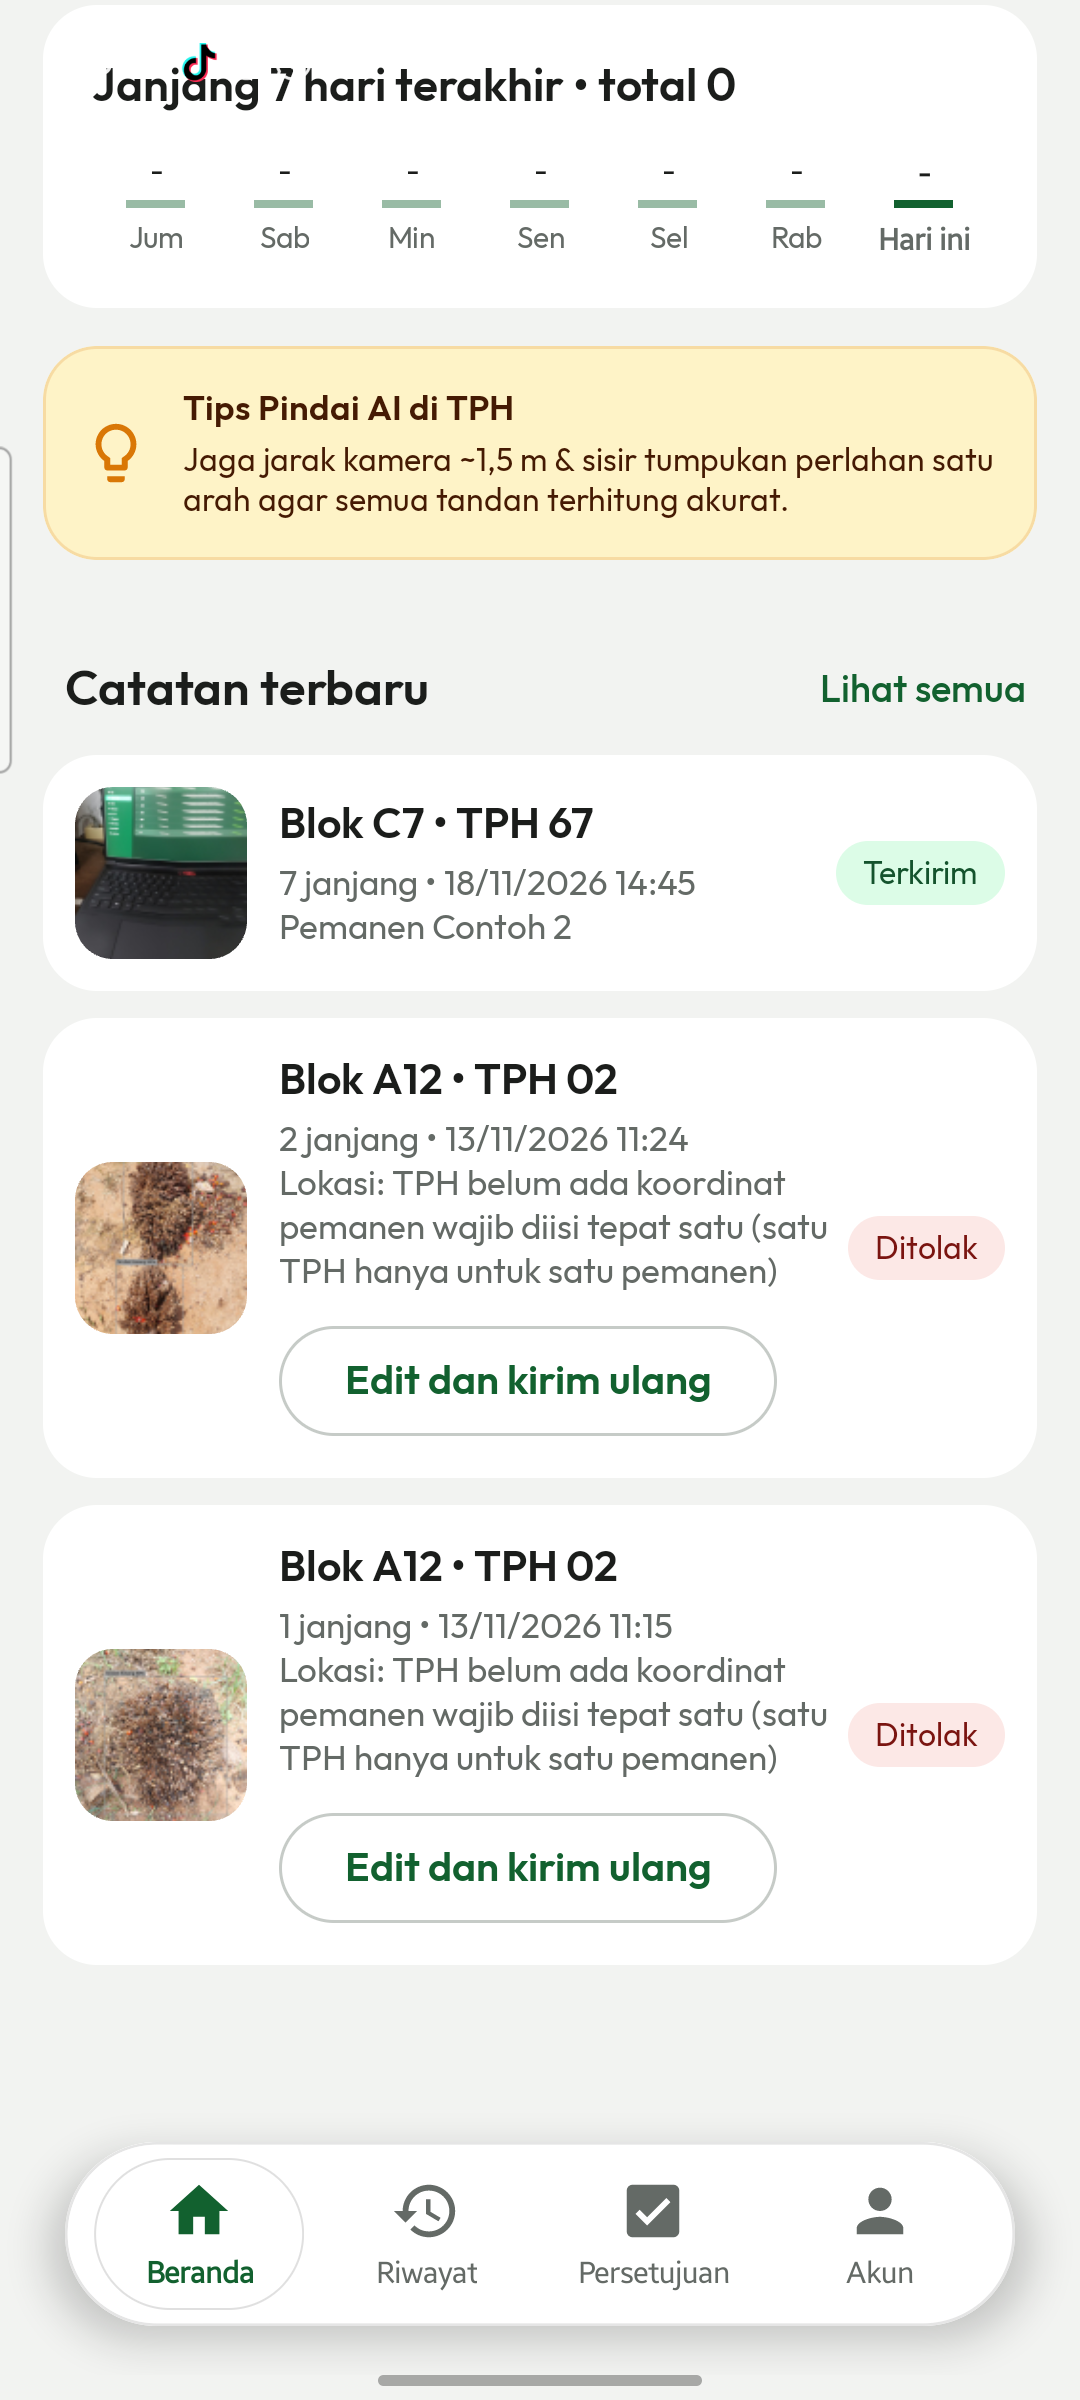 Janjang 7 hari terakhir • total 0
- - - - - - -
Jum Sab Min Sen Sel Rab Hari ini
Tips Pindai AI di TPH
Jaga jarak kamera ~1,5 m & sisir tumpukan perlahan satu
arah agar semua tandan terhitung akurat.
Catatan terbaru Lihat semua
Blok C7 • TPH 67
7 janjang • 18/11/2026 14:45
Pemanen Contoh 2
Terkirim
Blok A12 • TPH 02
2 janjang • 13/11/2026 11:24
Lokasi: TPH belum ada koordinat
pemanen wajib diisi tepat satu (satu
TPH hanya untuk satu pemanen)
Ditolak
Edit dan kirim ulang
Blok A12 • TPH 02
1 janjang • 13/11/2026 11:15
Lokasi: TPH belum ada koordinat
pemanen wajib diisi tepat satu (satu
TPH hanya untuk satu pemanen)
Ditolak
Edit dan kirim ulang
Beranda Riwayat Persetujuan Akun